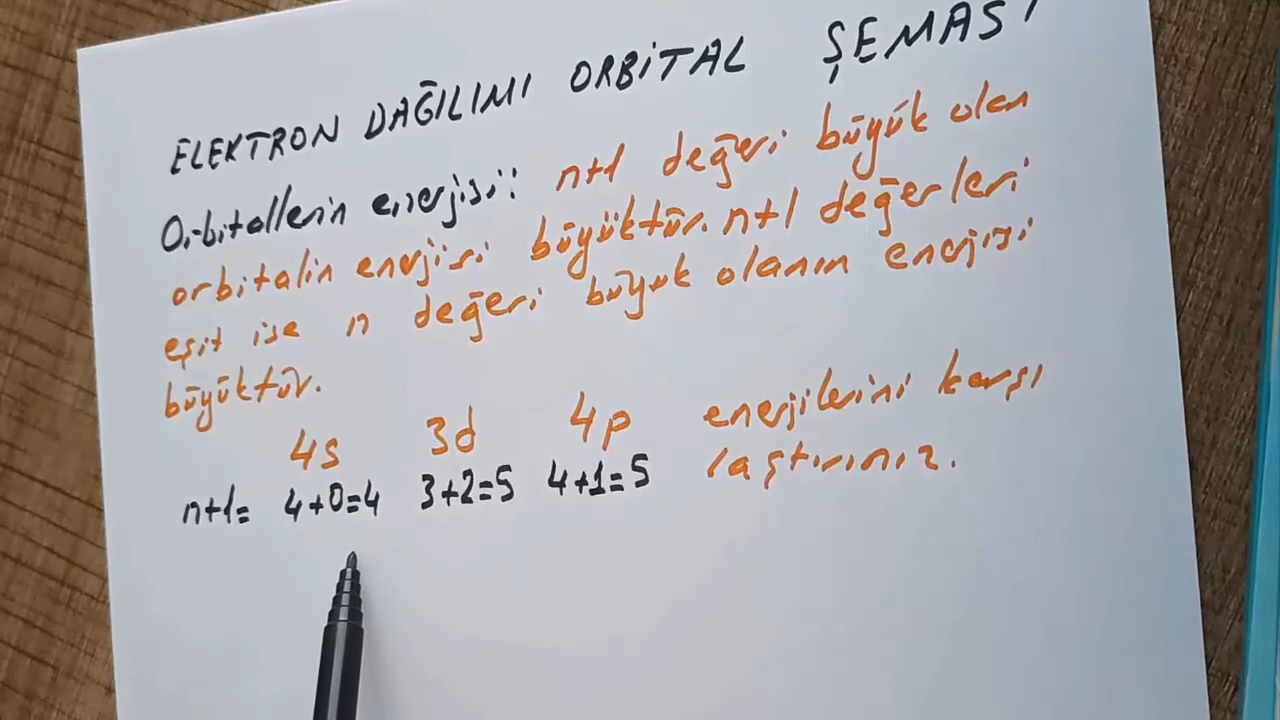 ELEKTRON DAĞILIMI ORBİTAL ŞEMASI
Orbitallerin enerjisi: n+l değeri büyük olan
orbitalin enerjisi büyüktür. n+l değerleri
eşit ise n değeri büyük olanın enerjisi
büyüktür.
4s 3d 4p enerjilerini karşı
n+l= 4+0=4 3+2=5 4+1=5 laştırınız.